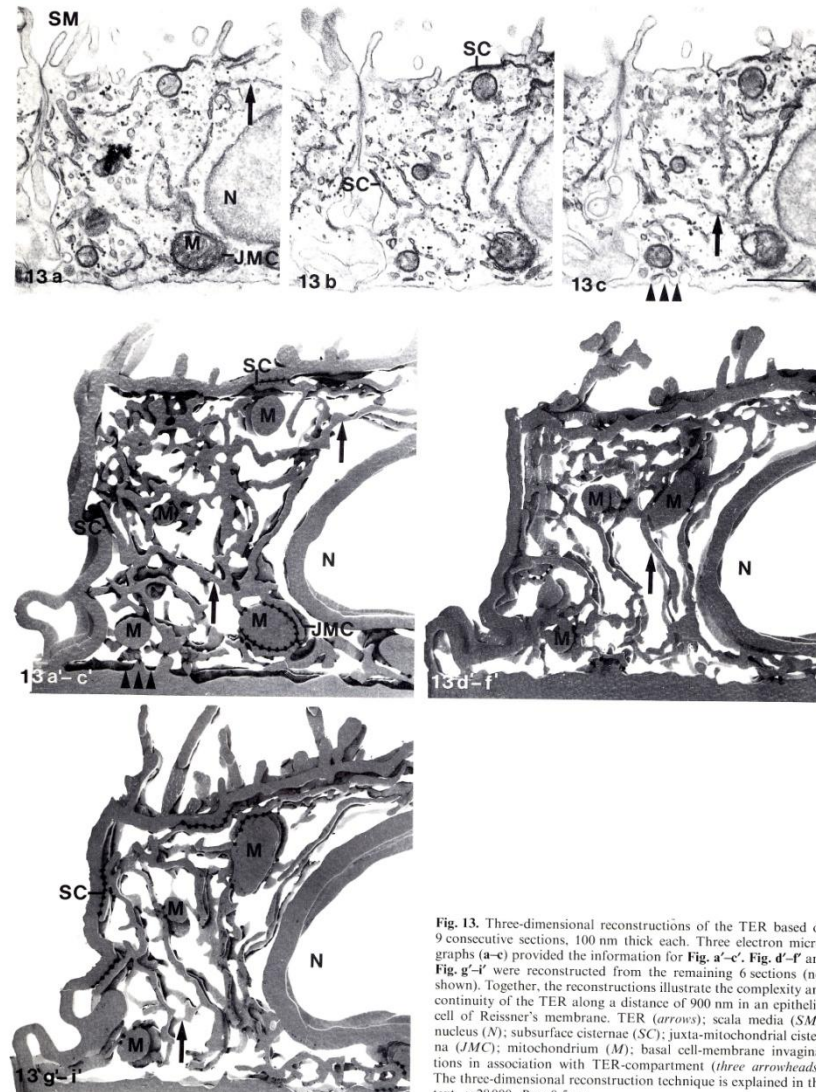 SM
SC
N
SC
M
JMC
13 a
13 b
13 c
SC
M
M
SC
N
M
M
JMC
13 a'– c'
M
M
N
M
13 d'– f'
M
SC
M
N
M
13 g'– i'
Fig. 13. Three-dimensional reconstructions of the TER based
9 consecutive sections, 100 nm thick each. Three electron micr
graphs (a–c) provided the information for Fig. a'–c'. Fig. d'–f' an
Fig. g'–i' were reconstructed from the remaining 6 sections (no
shown). Together, the reconstructions illustrate the complexity an
continuity of the TER along a distance of 900 nm in an epitheli
cell of Reissner's membrane. TER (arrows); scala media (SM
nucleus (N); subsurface cisternae (SC); juxta-mitochondrial cister
na (JMC); mitochondrium (M); basal cell-membrane invagina
tions in association with TER-compartment (three arrowheads
The three-dimensional reconstruction technique is explained in th